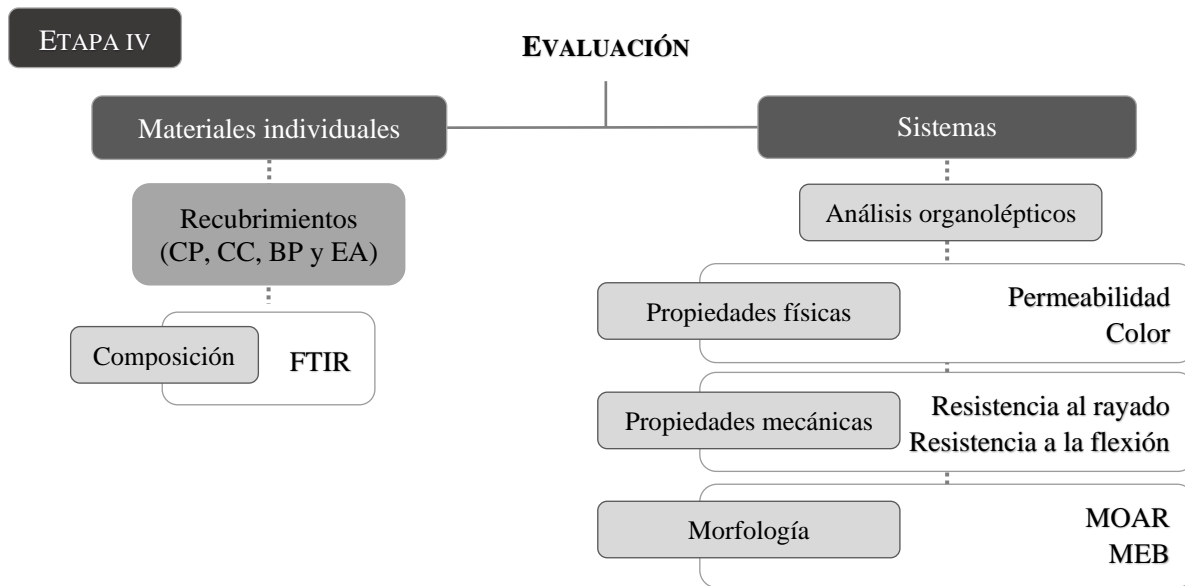 ETAPA IV
EVALUACIÓN
Materiales individuales
Recubrimientos
(CP, CC, BP y EA)
Composición
FTIR
Sistemas
Análisis organolépticos
Propiedades físicas
Permeabilidad
Color
Propiedades mecánicas
Resistencia al rayado
Resistencia a la flexión
Morfología
MOAR
MEB